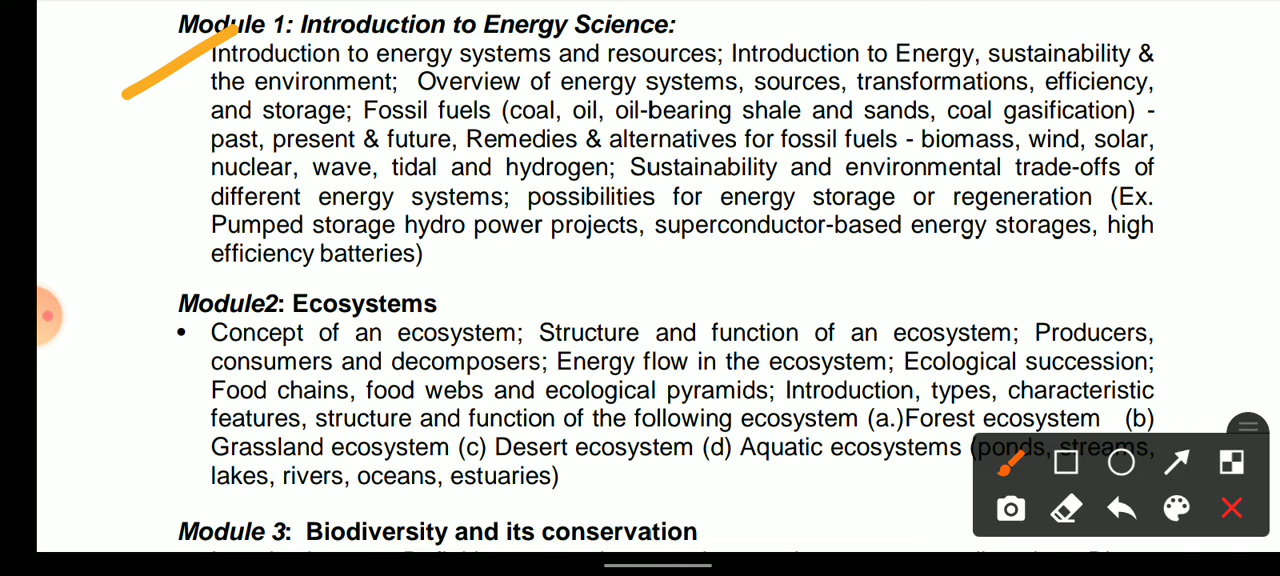 Module 1: Introduction to Energy Science:
Introduction to energy systems and resources; Introduction to Energy, sustainability &
the environment; Overview of energy systems, sources, transformations, efficiency,
and storage; Fossil fuels (coal, oil, oil-bearing shale and sands, coal gasification) -
past, present & future, Remedies & alternatives for fossil fuels - biomass, wind, solar,
nuclear, wave, tidal and hydrogen; Sustainability and environmental trade-offs of
different energy systems; possibilities for energy storage or regeneration (Ex.
Pumped storage hydro power projects, superconductor-based energy storages, high
efficiency batteries)
Module2: Ecosystems
• Concept of an ecosystem; Structure and function of an ecosystem; Producers,
consumers and decomposers; Energy flow in the ecosystem; Ecological succession;
Food chains, food webs and ecological pyramids; Introduction, types, characteristic
features, structure and function of the following ecosystem (a.)Forest ecosystem (b)
Grassland ecosystem (c) Desert ecosystem (d) Aquatic ecosystems (ponds, streams,
lakes, rivers, oceans, estuaries)
Module 3: Biodiversity and its conservation